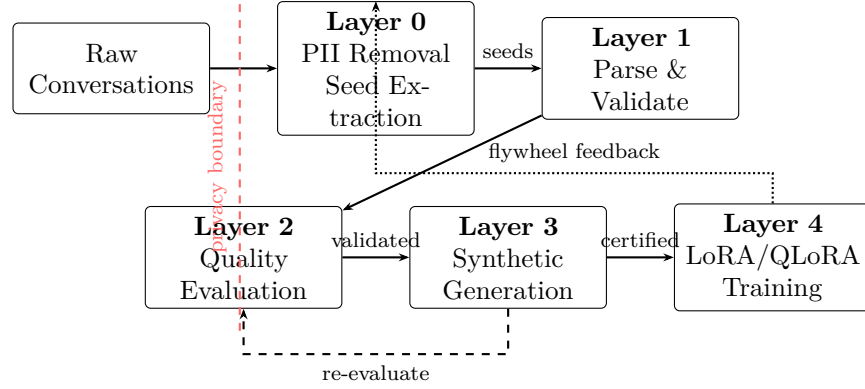 Raw
Conversations
Layer 0
PII Removal
Seed Ex-
traction
seeds
Layer 1
Parse &
Validate
privacy boundary
flywheel feedback
Layer 2
Quality
Evaluation
validated
Layer 3
Synthetic
Generation
certified
Layer 4
LoRA/QLoRA
Training
re-evaluate